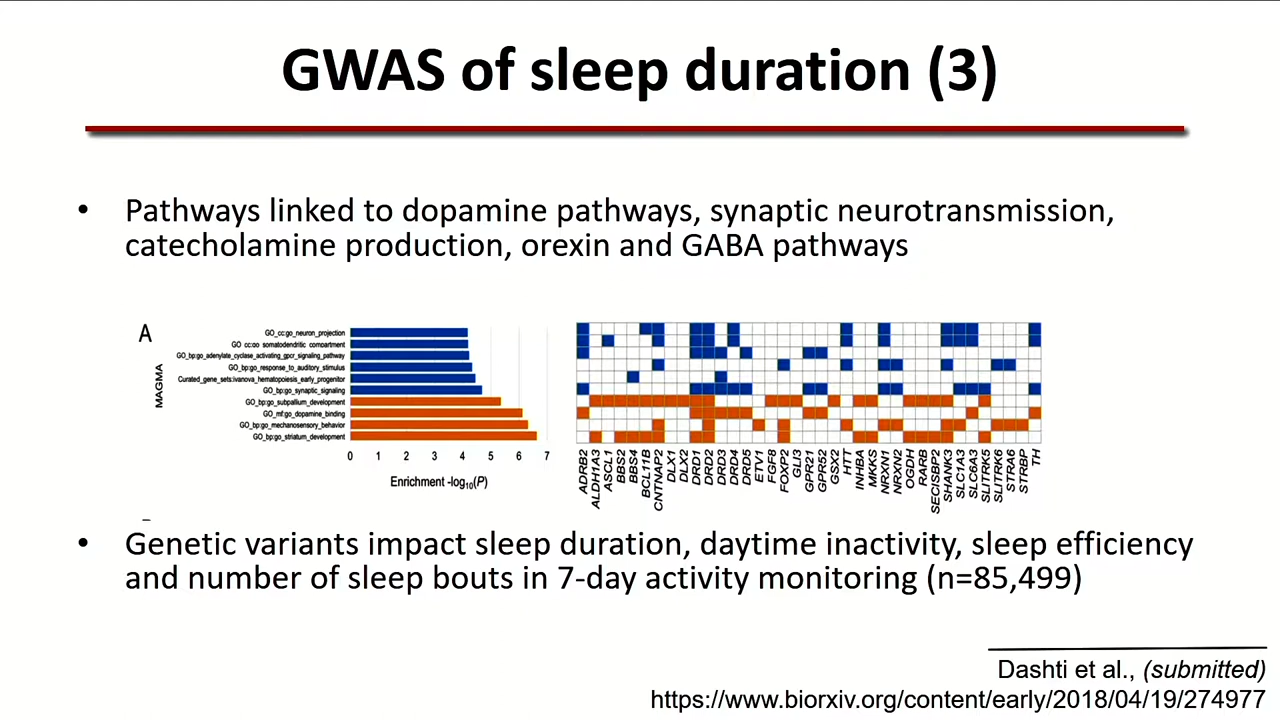 GWAS of sleep duration (3)
• Pathways linked to dopamine pathways, synaptic neurotransmission,
catecholamine production, orexin and GABA pathways
A
MAGMA
GO_cc:go_neuron_projection
GO_cc:go_somatodendritic_comoartment
GO_bp:go_adenylate_cyclase_activating_gpcr_signaling_pathway
GO_bp:go_response_to_auditory_stimulus
Curated_gene_sets:ivanova_hematopoiesis_early_progenitor
GO_bp:go_synaptic_signaling
GO_bp:go_subpallium_development
GO_mf:go_dopamine_binding
GO_bp:go_mechanosensory_behavior
GO_bp:go_striatum_development
0 1 2 3 4 5 6 7
Enrichment -log10(P)
ADRB2
ALDH1A3
ASCL1
BBS2
BBS4
BCL11B
CNTNAP2
DLX1
DLX2
DRD1
DRD2
DRD3
DRD4
DRD5
ETV1
FGF8
FOXP2
GLI3
GPR21
GPR52
GSX2
HTT
INHBA
MKKS
NRXN1
NRXN2
OGDH
RARB
SECISBP2
SHANK3
SLC1A3
SLC6A3
SLITRK5
SLITRK6
STRA6
STRBP
TH
• Genetic variants impact sleep duration, daytime inactivity, sleep efficiency
and number of sleep bouts in 7-day activity monitoring (n=85,499)
Dashti et al., (submitted)
https://www.biorxiv.org/content/early/2018/04/19/274977